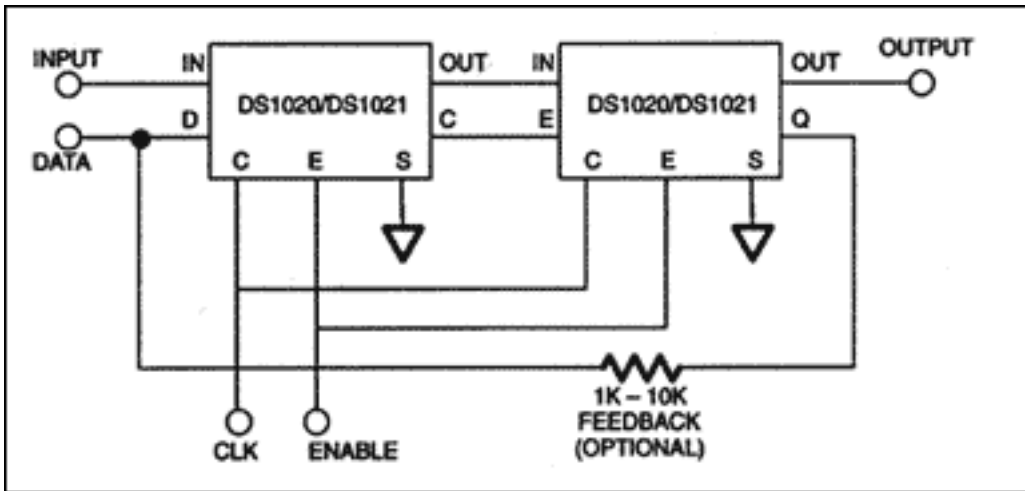 INPUT
IN
OUT
IN
OUT
OUTPUT
DS1020/DS1021
DS1020/DS1021
DATA
D
C
E
Q
C
E
S
C
E
S
1K – 10K
FEEDBACK
(OPTIONAL)
CLK
ENABLE